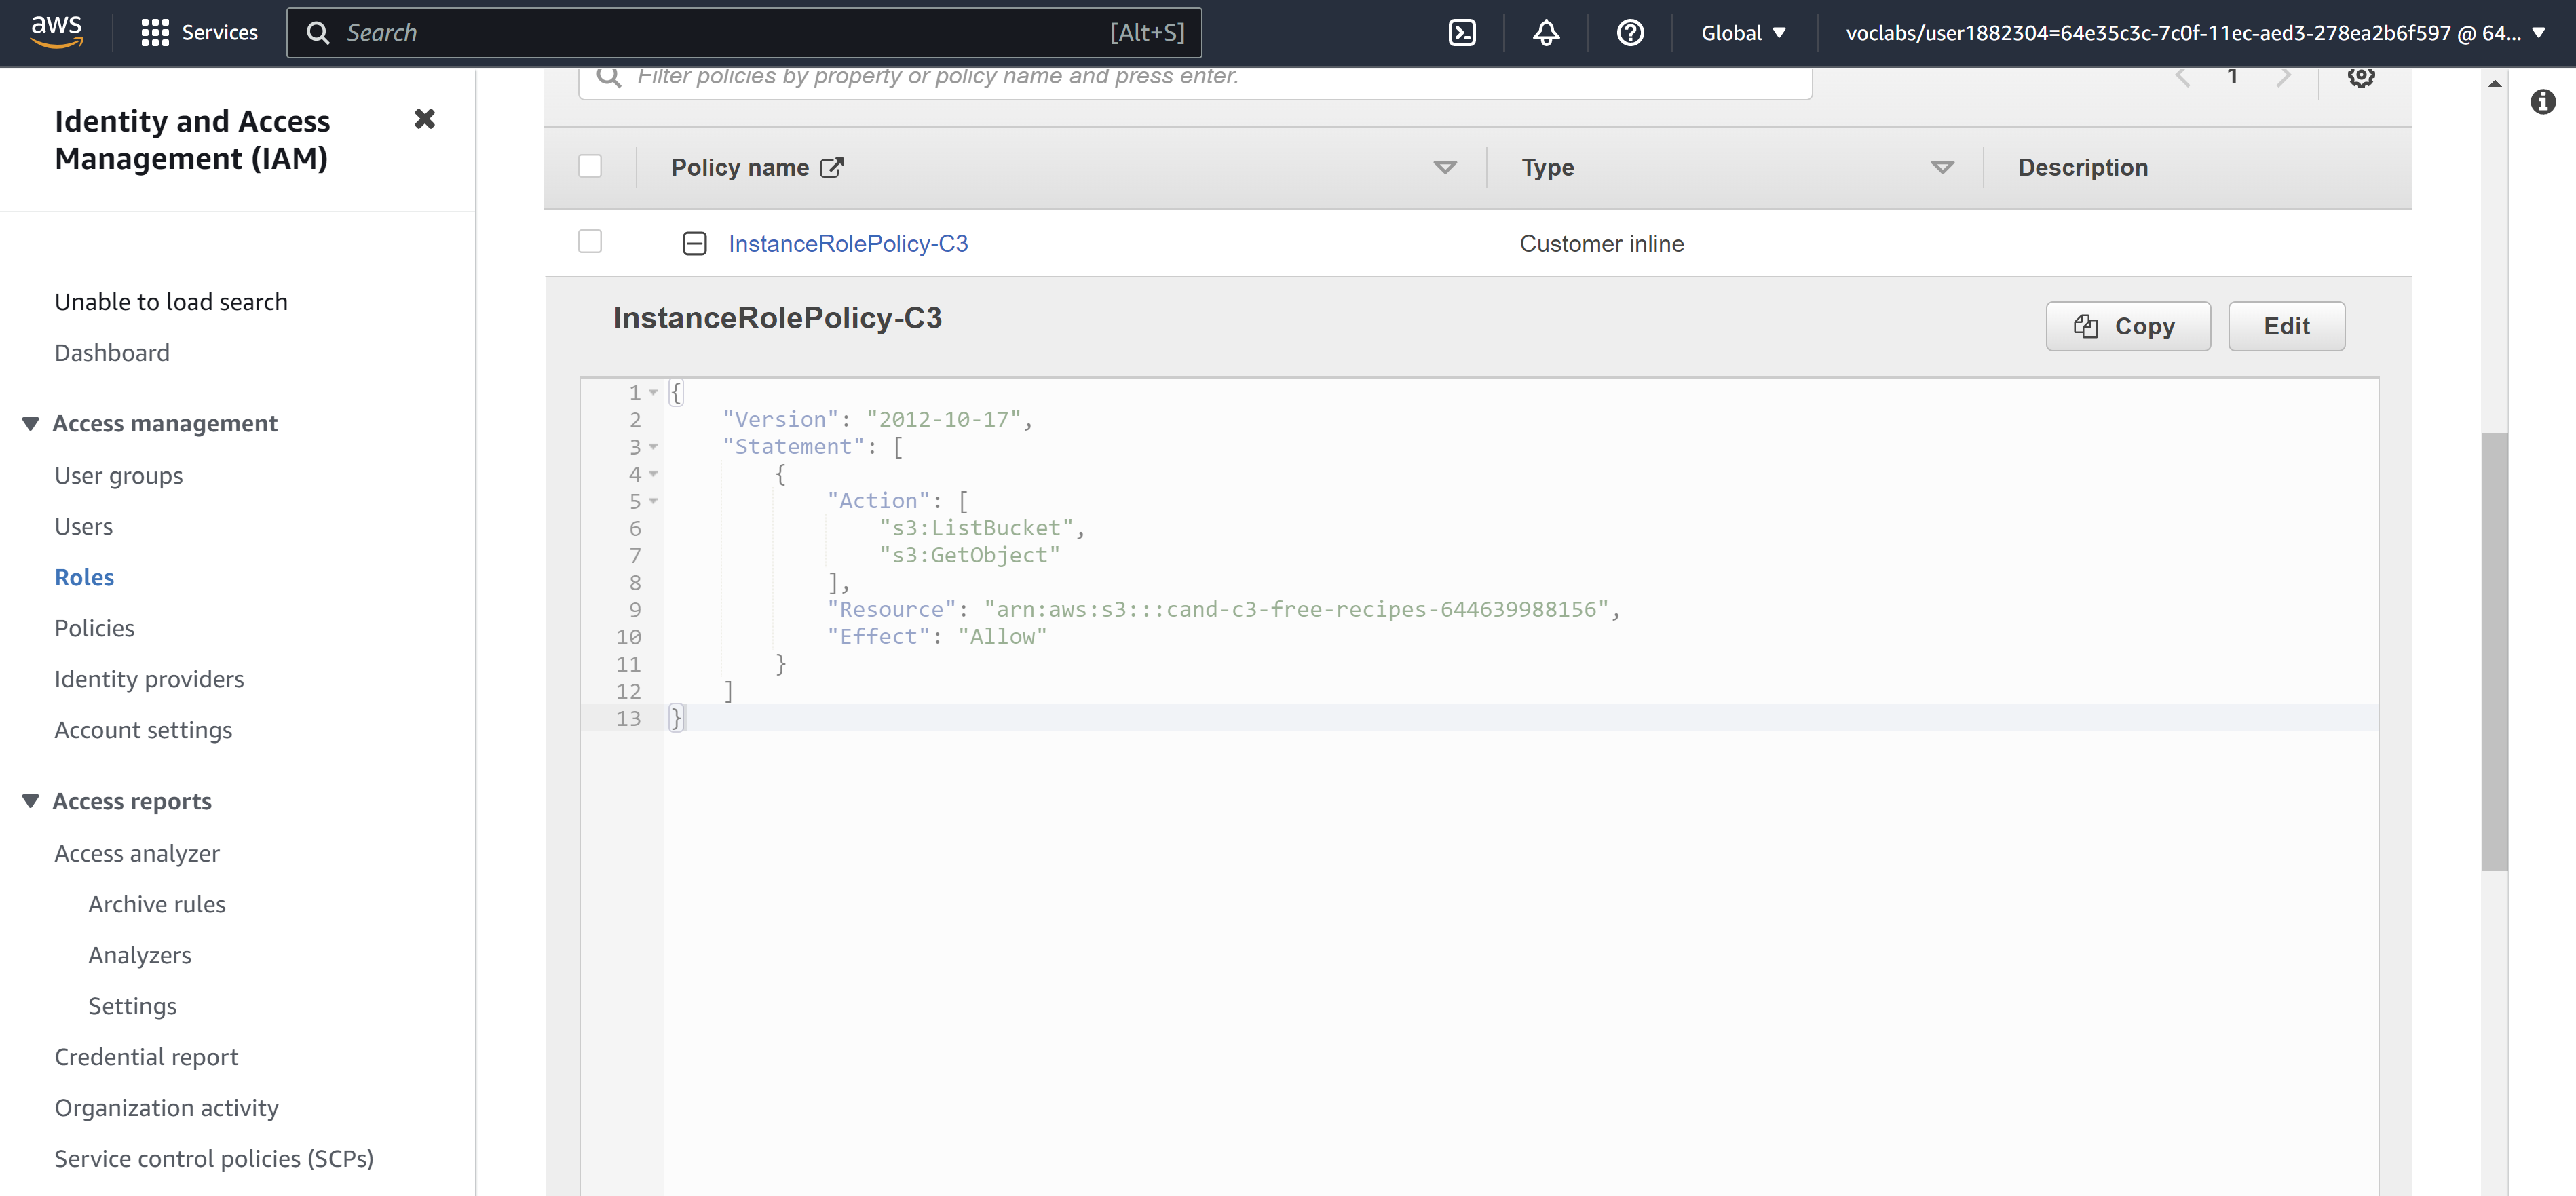 aws Services Search [Alt+S] Global voclabs/user1882304=64e35c3c-7c0f-11ec-aed3-278ea2b6f597 @ 64...
Identity and Access
Management (IAM)
Unable to load search
Dashboard
Access management
User groups
Users
Roles
Policies
Identity providers
Account settings
Access reports
Access analyzer
Archive rules
Analyzers
Settings
Credential report
Organization activity
Service control policies (SCPs)
Filter policies by property or policy name and press enter. 1
Policy name Type Description
InstanceRolePolicy-C3 Customer inline
InstanceRolePolicy-C3 Copy Edit
1 {
2 "Version": "2012-10-17",
3 "Statement": [
4 {
5 "Action": [
6 "s3:ListBucket",
7 "s3:GetObject"
8 ],
9 "Resource": "arn:aws:s3:::cand-c3-free-recipes-644639988156",
10 "Effect": "Allow"
11 }
12 ]
13 }